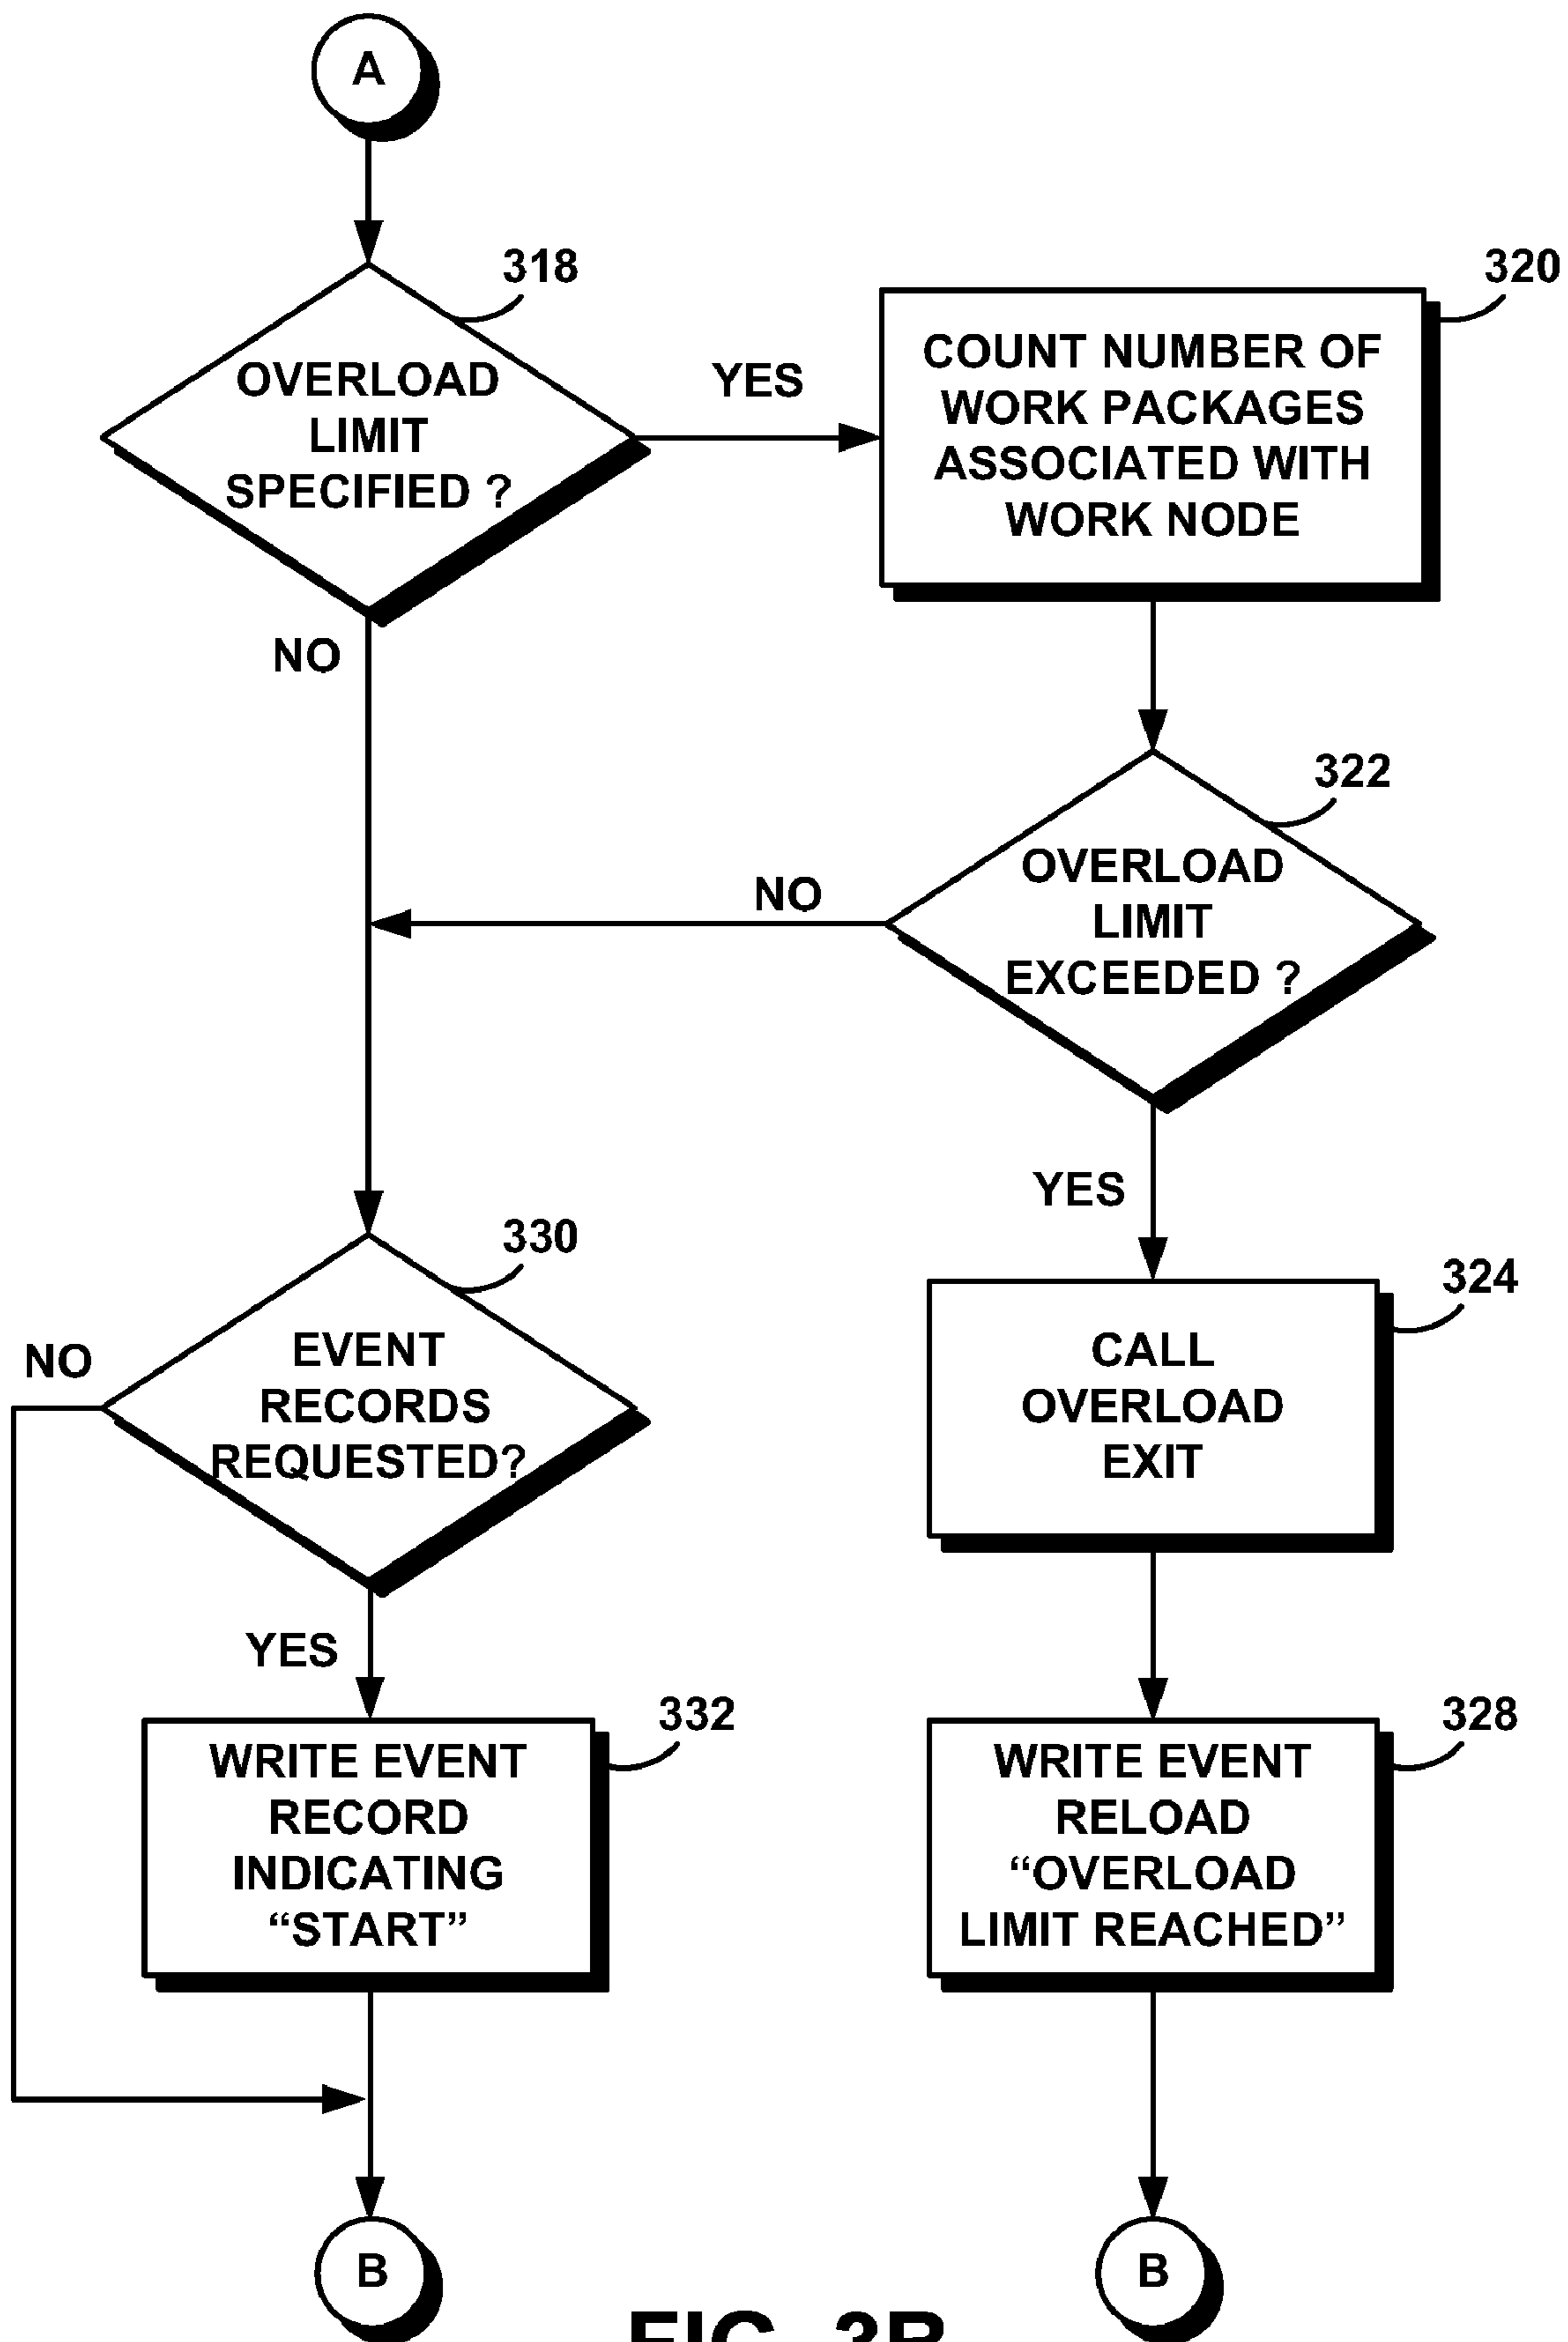 A
318
OVERLOAD
LIMIT
SPECIFIED ?
YES
320
COUNT NUMBER OF
WORK PACKAGES
ASSOCIATED WITH
WORK NODE
NO
322
OVERLOAD
LIMIT
EXCEEDED ?
NO
YES
330
EVENT
RECORDS
REQUESTED?
NO
YES
324
CALL
OVERLOAD
EXIT
332
WRITE EVENT
RECORD
INDICATING
“START”
328
WRITE EVENT
RELOAD
“OVERLOAD
LIMIT REACHED”
B
B
FIG. 3B